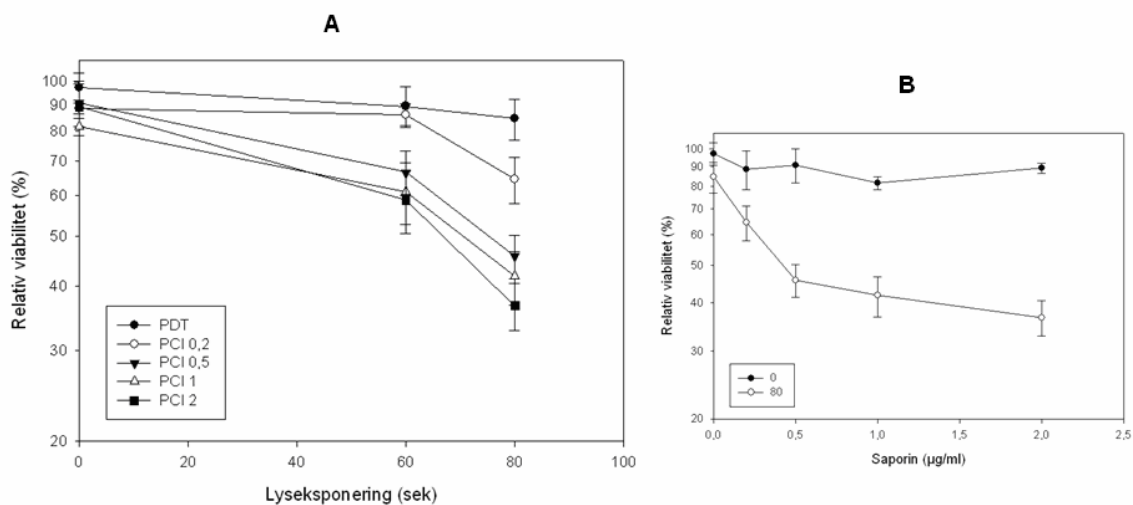 A
Relativ viabilitet (%)
100
90
80
70
60
50
40
30
20
PDT
PCI 0,2
PCI 0,5
PCI 1
PCI 2
0
20
40
60
80
100
Lyseksponering (sek)
B
Relativ viabilitet (%)
100
90
80
70
60
50
40
30
20
0
80
0,0
0,5
1,0
1,5
2,0
2,5
Saporin (µg/ml)